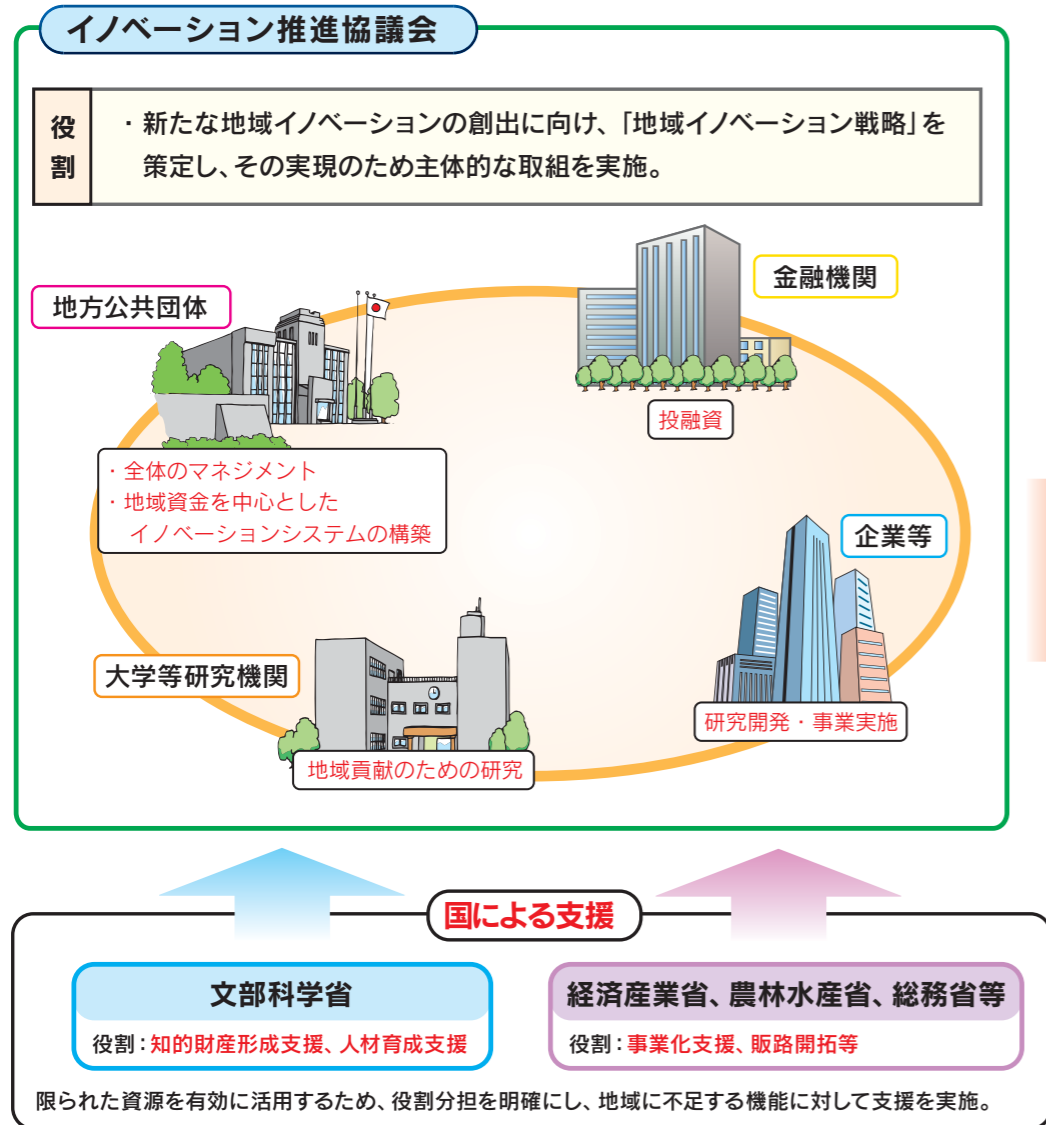 イノベーション推進協議会
役割
・新たな地域イノベーションの創出に向け、「地域イノベーション戦略」を
策定し、その実現のため主体的な取組を実施。
地方公共団体
金融機関
投融資
・全体のマネジメント
・地域資金を中心とした
イノベーションシステムの構築
企業等
大学等研究機関
研究開発・事業実施
地域貢献のための研究
国による支援
文部科学省
役割：知的財産形成支援、人材育成支援
経済産業省、農林水産省、総務省等
役割：事業化支援、販路開拓等
限られた資源を有効に活用するため、役割分担を明確にし、地域に不足する機能に対して支援を実施。